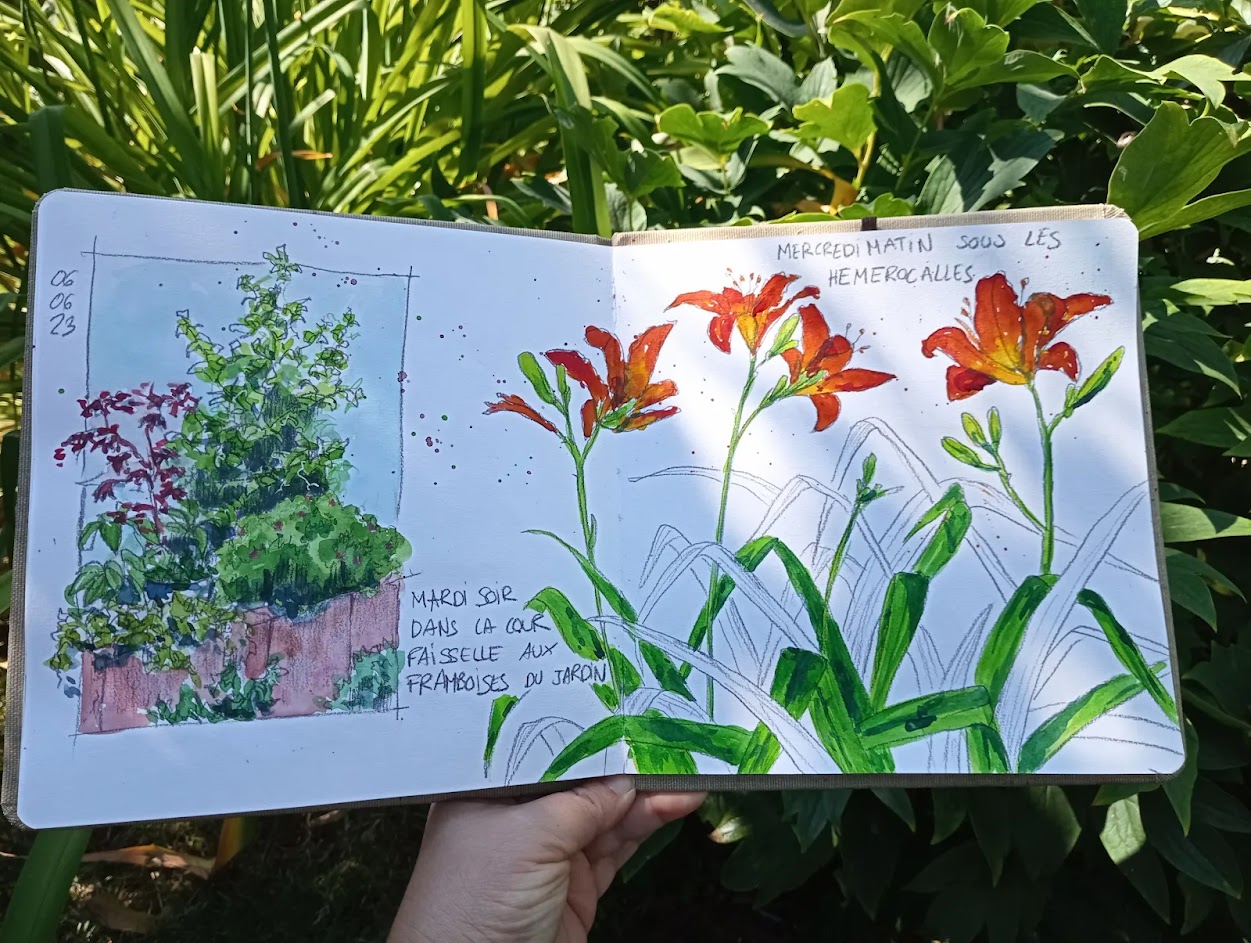 06
06
23
MARDI SOIR
DANS LA COUR
FAISSELLE AUX
FRAMBOISES DU JARDIN
MERCREDI MATIN SOUS LES
HEMEROCALLES